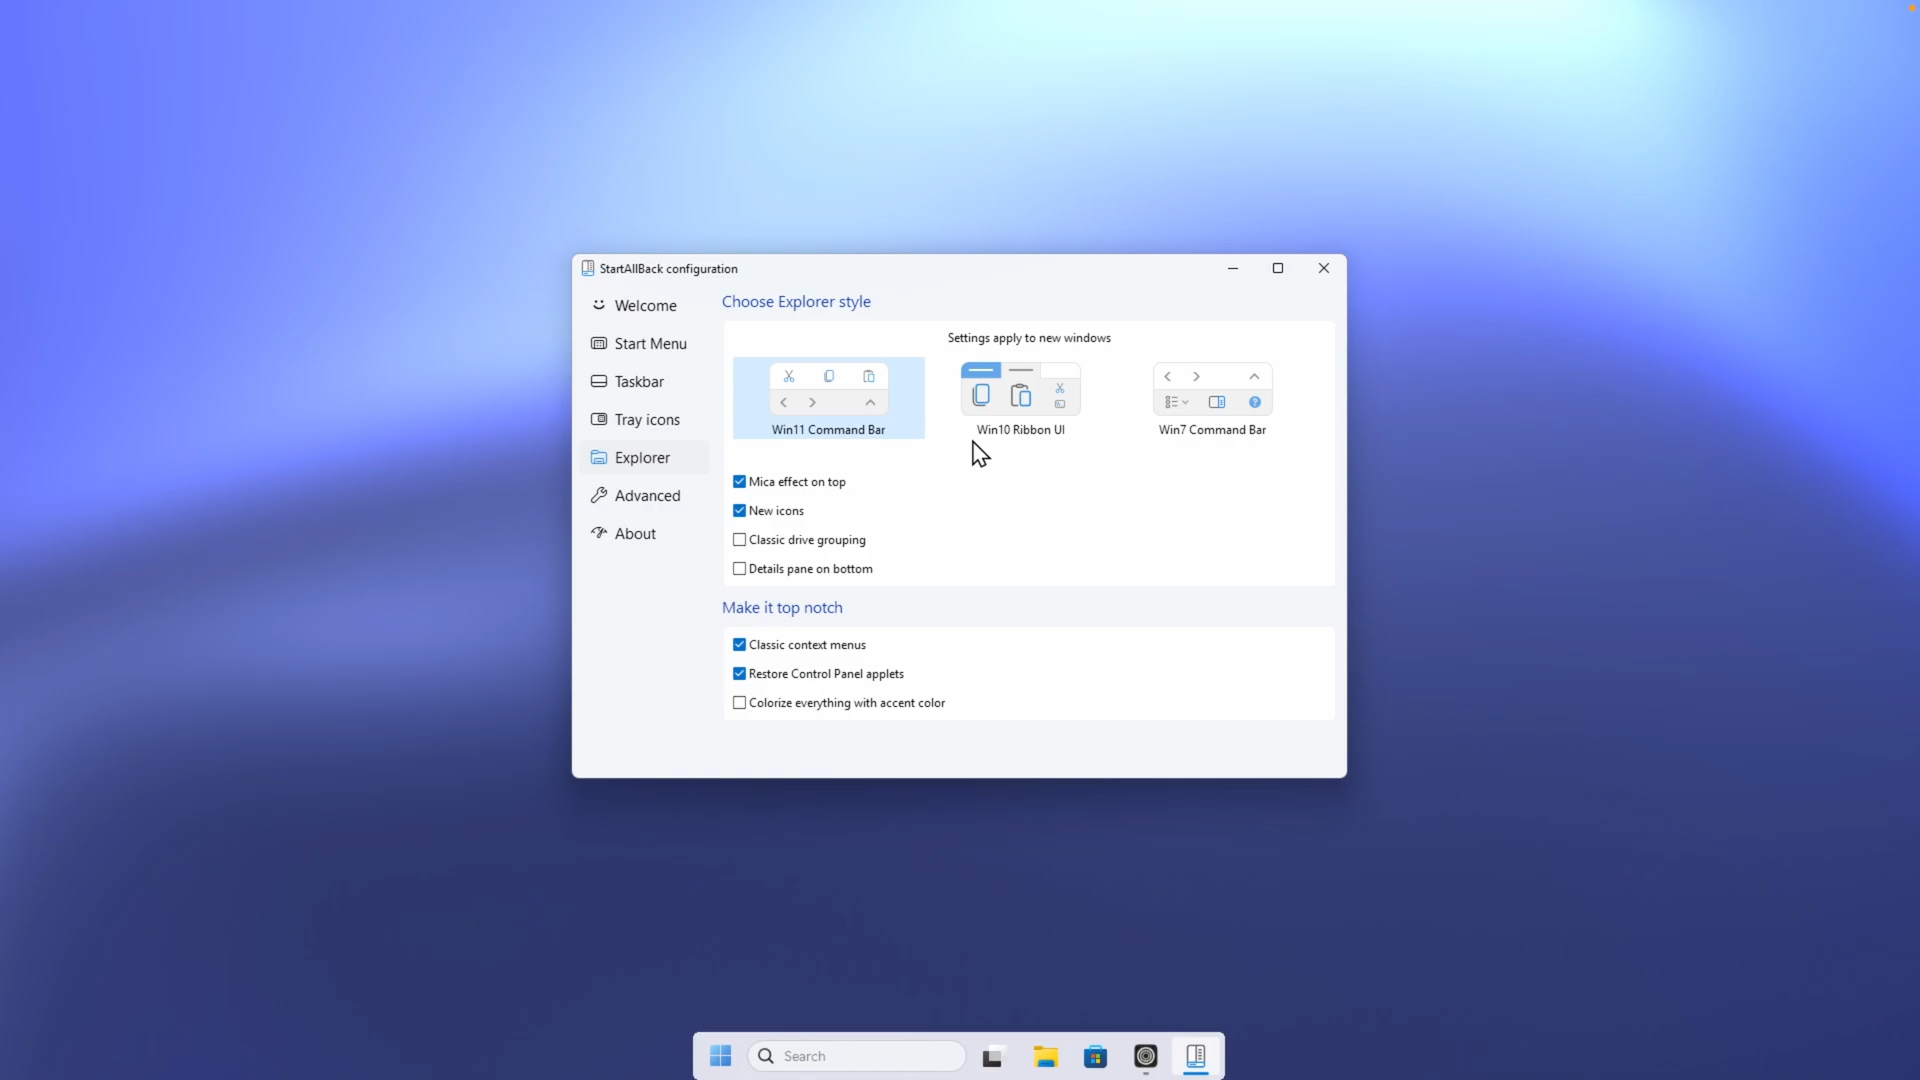 StartAllBack configuration
Welcome
Start Menu
Taskbar
Tray icons
Explorer
Advanced
About
Choose Explorer style
Settings apply to new windows
Win11 Command Bar
Win10 Ribbon UI
Win7 Command Bar
Mica effect on top
New icons
Classic drive grouping
Details pane on bottom
Make it top notch
Classic context menus
Restore Control Panel applets
Colorize everything with accent color
Search